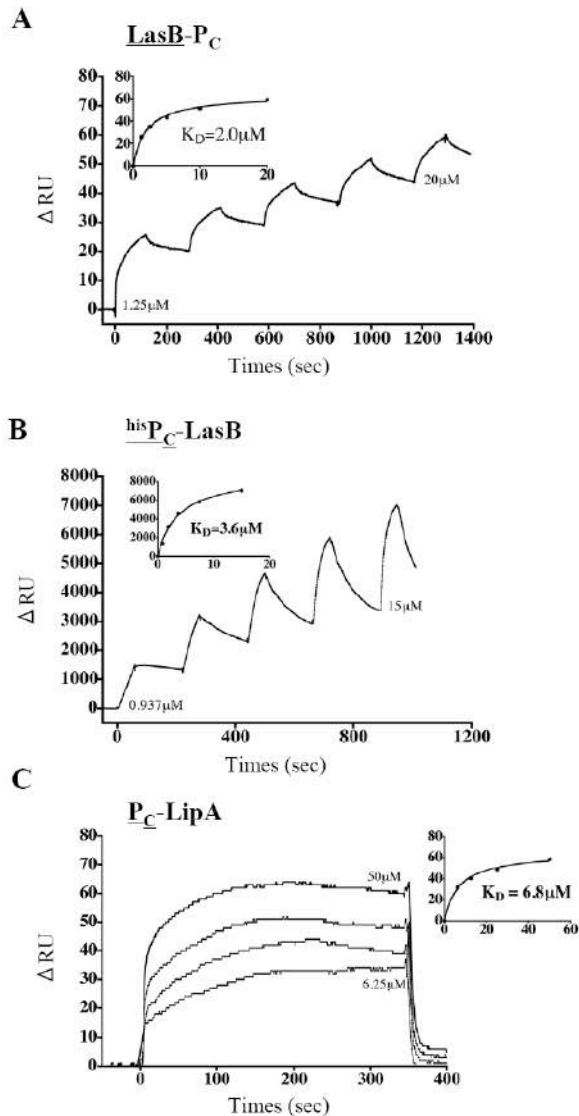 A
LasB-PC
80
70
60
50
40
30
20
10
0
ΔRU
80
60
40
20
0
0 10 20
KD=2.0μM
1.25μM
20μM
0 200 400 600 800 1000 1200 1400
Times (sec)
B
hisPC-LasB
8000
7000
6000
5000
4000
3000
2000
1000
0
ΔRU
8000
6000
4000
2000
0
0 10 20
KD=3.6μM
0.937μM
15μM
0 400 800 1200
Times (sec)
C
PC-LipA
80
70
60
50
40
30
20
10
0
ΔRU
50μM
6.25μM
80
60
40
20
0
0 20 40 60
KD = 6.8μM
0 100 200 300 400
Times (sec)